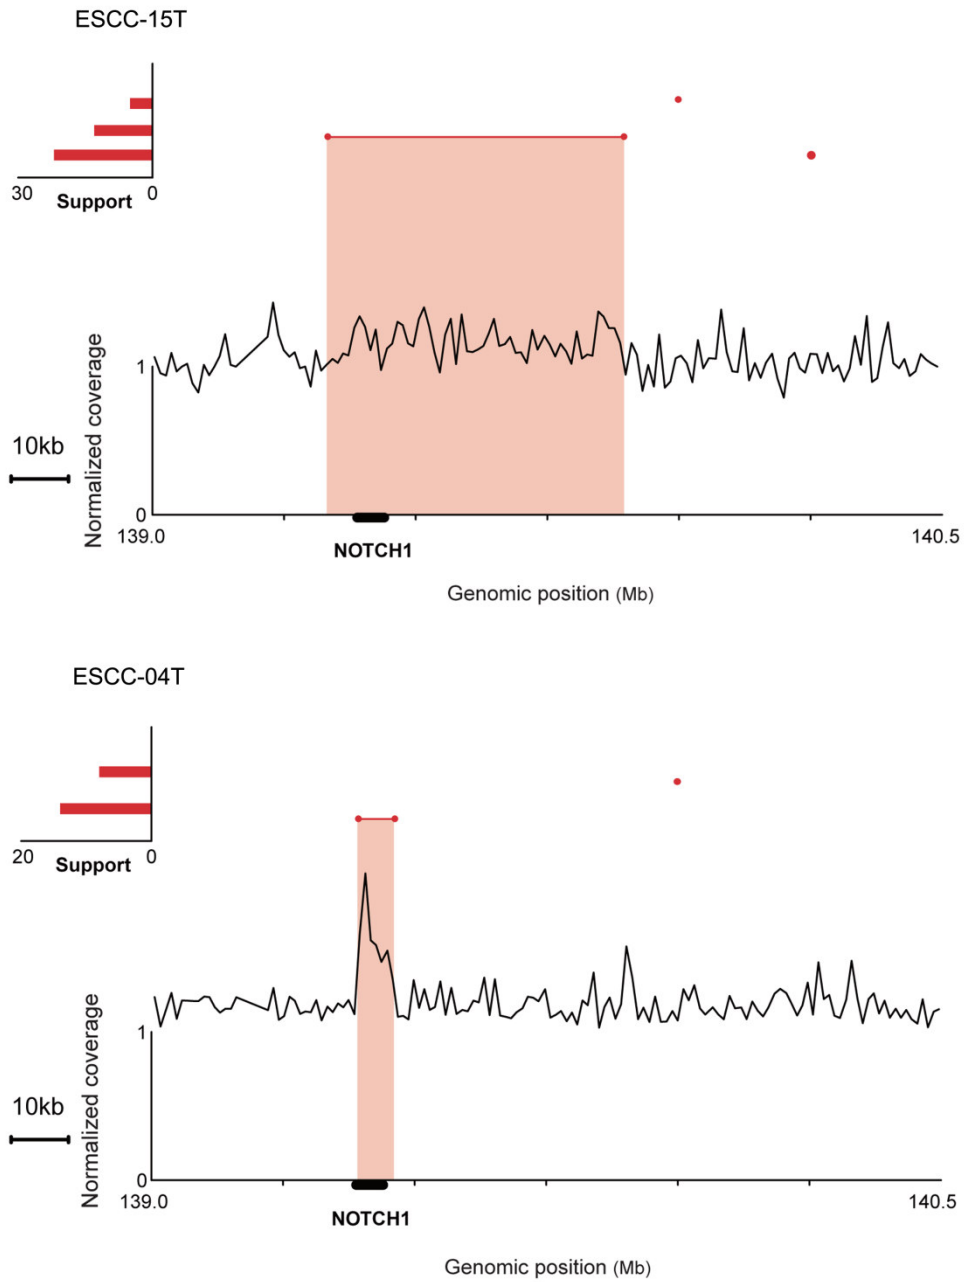 ESCC-15T
30 Support 0
Normalized coverage
1
10kb
0
139.0 140.5
NOTCH1
Genomic position (Mb)
ESCC-04T
20 Support 0
Normalized coverage
1
10kb
0
139.0 140.5
NOTCH1
Genomic position (Mb)